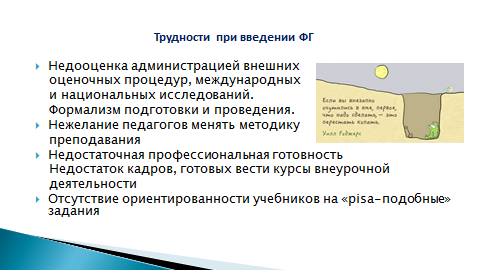 Трудности при введении ФГ
Недооценка администрацией внешних
оценочных процедур, международных
и национальных исследований.
Формализм подготовки и проведения.
Нежелание педагогов менять методику
преподавания
Недостаточная профессиональная готовность
Недостаток кадров, готовых вести курсы внеурочной
деятельности
Отсутствие ориентированности учебников на «pisa-подобные»
задания
Если вы внезапно
очутились в яме, первое,
что надо сделать, — это
перестать копать.
Уилл Роджерс